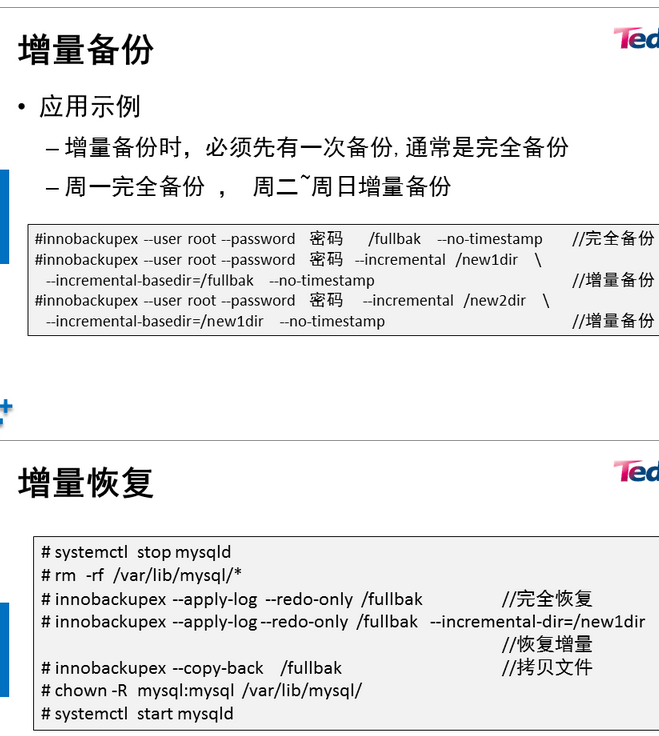 增量备份
Ted
• 应用示例
– 增量备份时，必须先有一次备份, 通常是完全备份
– 周一完全备份 ， 周二~周日增量备份
#innobackupex --user root --password 密码 /fullbak --no-timestamp //完全备份
#innobackupex --user root --password 密码 --incremental /new1dir \
--incremental-basedir=/fullbak --no-timestamp //增量备份
#innobackupex --user root --password 密码 --incremental /new2dir \
--incremental-basedir=/new1dir --no-timestamp //增量备份
增量恢复
Ted
# systemctl stop mysqld
# rm -rf /var/lib/mysql/*
# innobackupex --apply-log --redo-only /fullbak //完全恢复
# innobackupex --apply-log --redo-only /fullbak --incremental-dir=/new1dir
//恢复增量
# innobackupex --copy-back /fullbak //拷贝文件
# chown -R mysql:mysql /var/lib/mysql/
# systemctl start mysqld